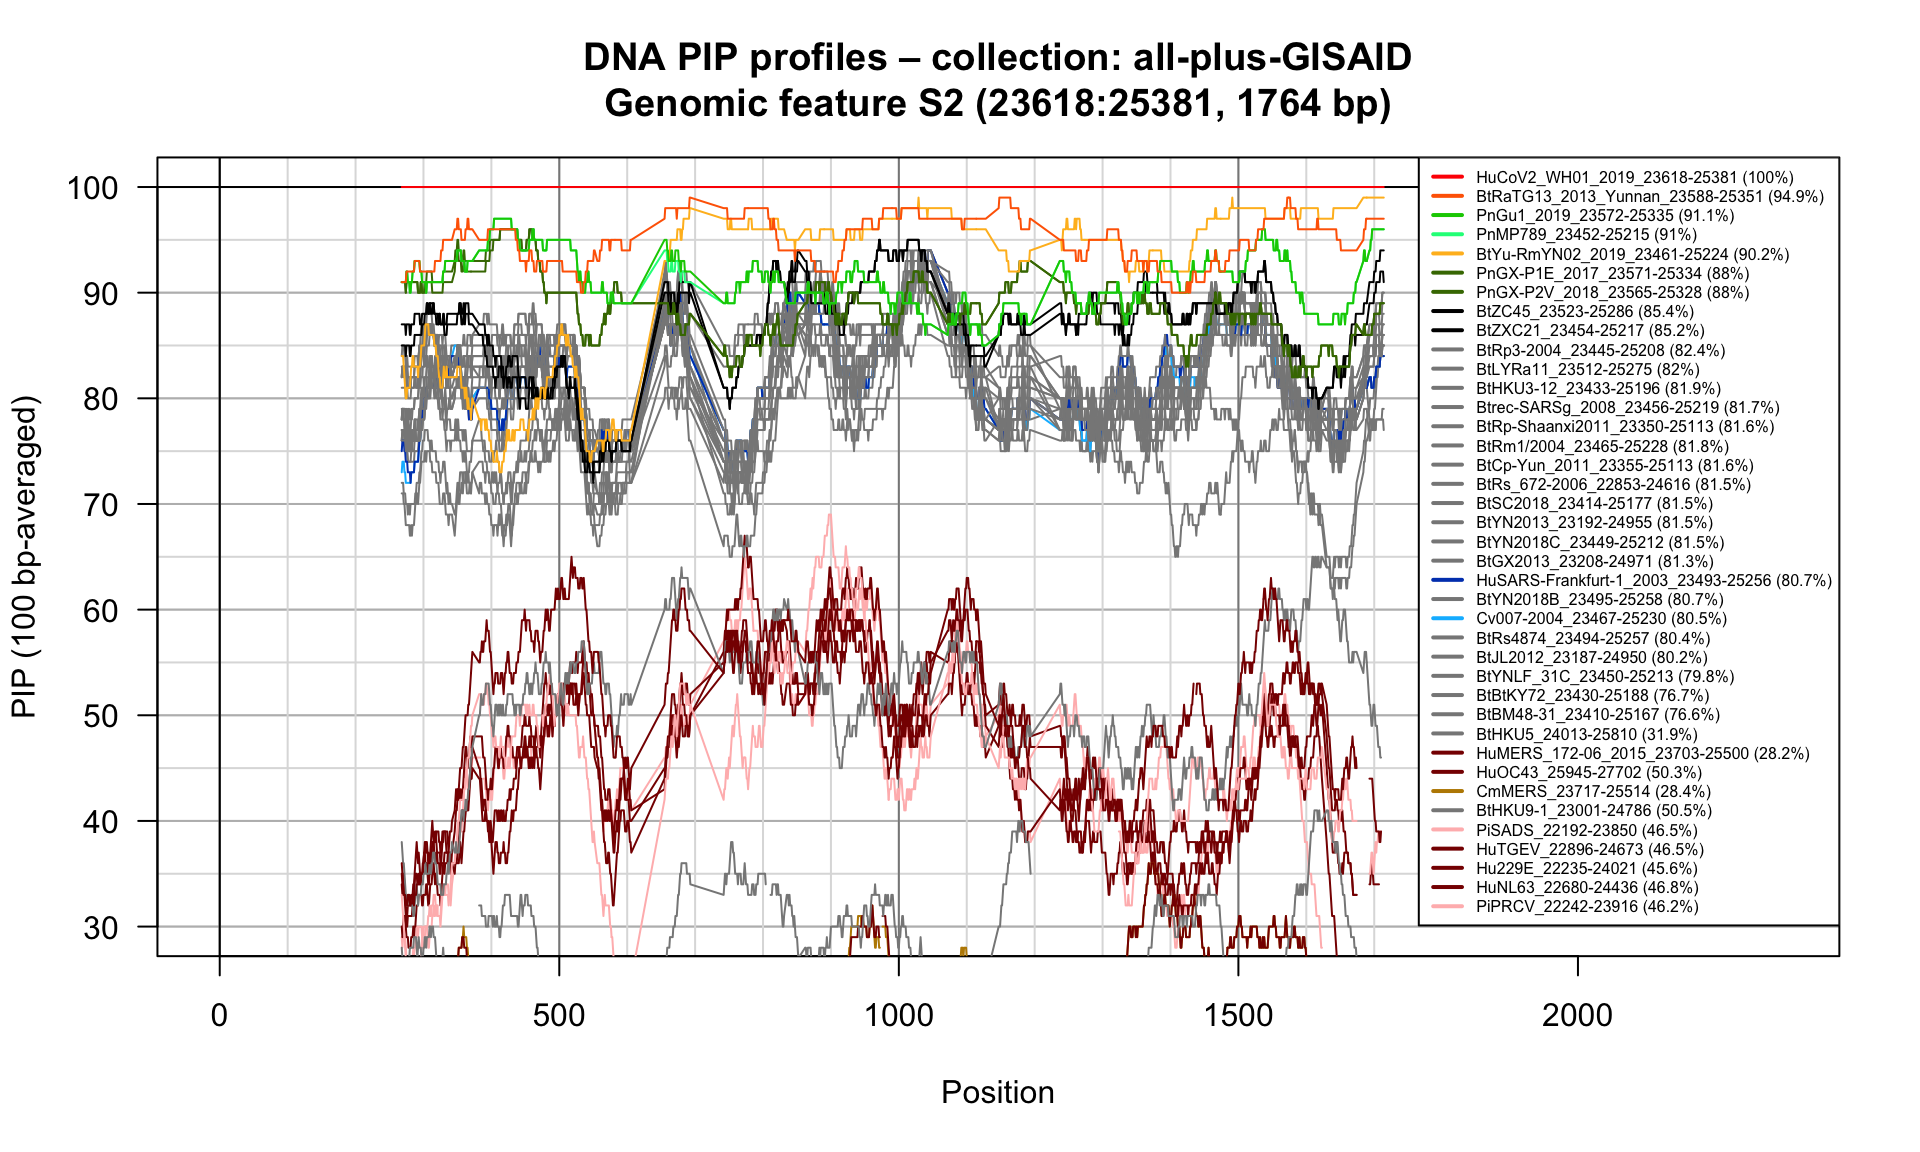 DNA PIP profiles – collection: all-plus-GISAID
Genomic feature S2 (23618:25381, 1764 bp)
PIP (100 bp-averaged)
100
90
80
70
60
50
40
30
0
500
1000
1500
2000
Position
HuCoV2_WH01_2019_23618-25381 (100%)
BtRaTG13_2013_Yunnan_23588-25351 (94.9%)
PnGu1_2019_23572-25335 (91.1%)
PnMP789_23452-25215 (91%)
BtYu-RmYN02_2019_23461-25224 (90.2%)
PnGX-P1E_2017_23571-25334 (88%)
PnGX-P2V_2018_23565-25328 (88%)
BtZC45_23523-25286 (85.4%)
BtZXC21_23454-25217 (85.2%)
BtRp3-2004_23445-25208 (82.4%)
BtLYRa11_23512-25275 (82%)
BtHKU3-12_23433-25196 (81.9%)
Btrec-SARSg_2008_23456-25219 (81.7%)
BtRp-Shaanxi2011_23350-25113 (81.6%)
BtRm1/2004_23465-25228 (81.8%)
BtCp-Yun_2011_23355-25113 (81.6%)
BtRs_672-2006_22853-24616 (81.5%)
BtSC2018_23414-25177 (81.5%)
BtYN2013_23192-24955 (81.5%)
BtYN2018C_23449-25212 (81.5%)
BtGX2013_23208-24971 (81.3%)
HuSARS-Frankfurt-1_2003_23493-25256 (80.7%)
BtYN2018B_23495-25258 (80.7%)
Cv007-2004_23467-25230 (80.5%)
BtRs4874_23494-25257 (80.4%)
BtJL2012_23187-24950 (80.2%)
BtYNLF_31C_23450-25213 (79.8%)
BtBtKY72_23430-25188 (76.7%)
BtBM48-31_23410-25167 (76.6%)
BtHKU5_24013-25810 (31.9%)
HuMERS_172-06_2015_23703-25500 (28.2%)
HuOC43_25945-27702 (50.3%)
CmMERS_23717-25514 (28.4%)
BtHKU9-1_23001-24786 (50.5%)
PiSADS_22192-23850 (46.5%)
HuTGEV_22896-24673 (46.5%)
Hu229E_22235-24021 (45.6%)
HuNL63_22680-24436 (46.8%)
PiPRCV_22242-23916 (46.2%)